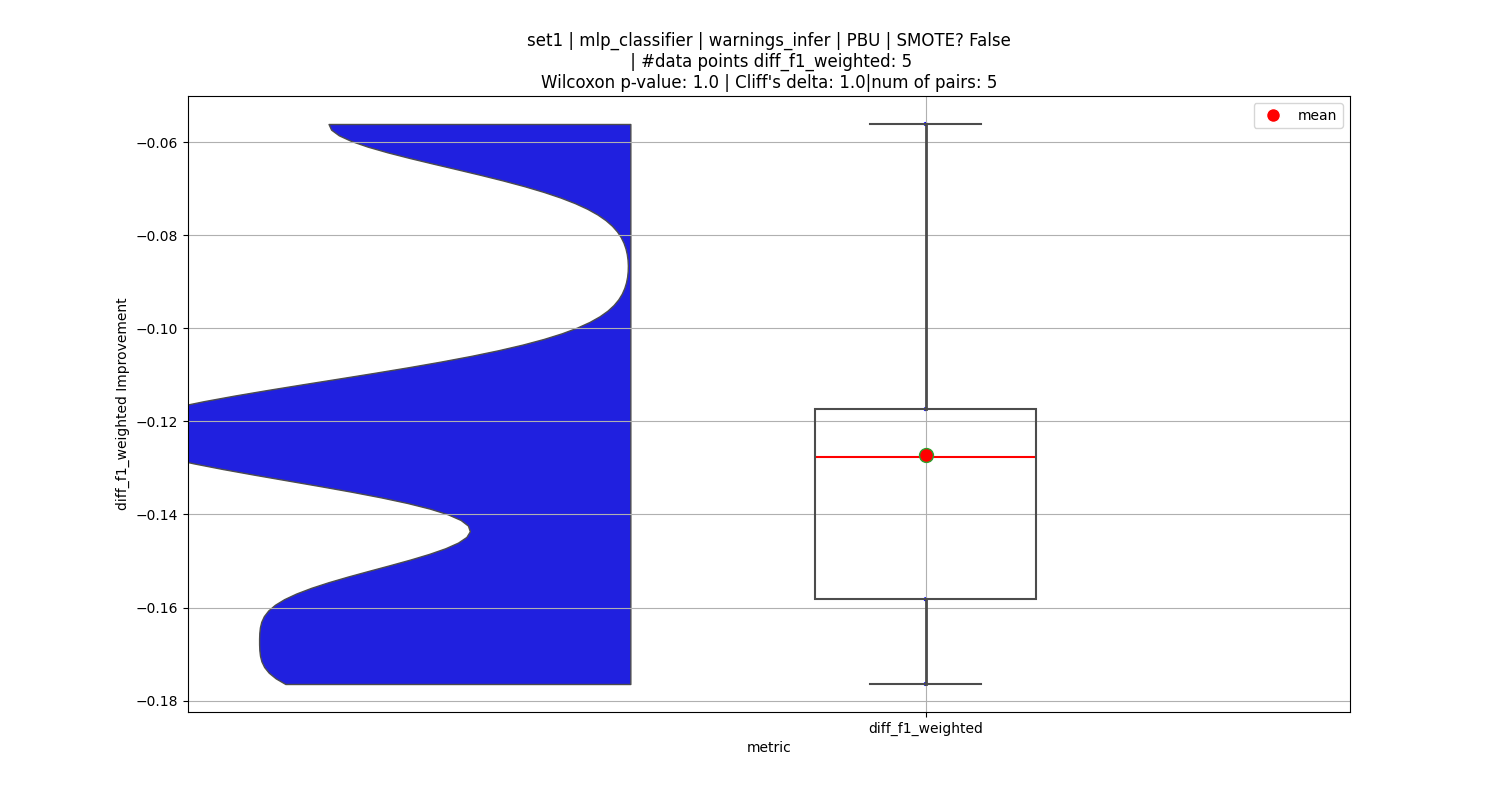 set1 | mlp_classifier | warnings_infer | PBU | SMOTE? False
| #data points diff_f1_weighted: 5
Wilcoxon p-value: 1.0 | Cliff's delta: 1.0|num of pairs: 5
mean
−0.06
−0.08
−0.10
−0.12
−0.14
−0.16
−0.18
diff_f1_weighted Improvement
diff_f1_weighted
metric